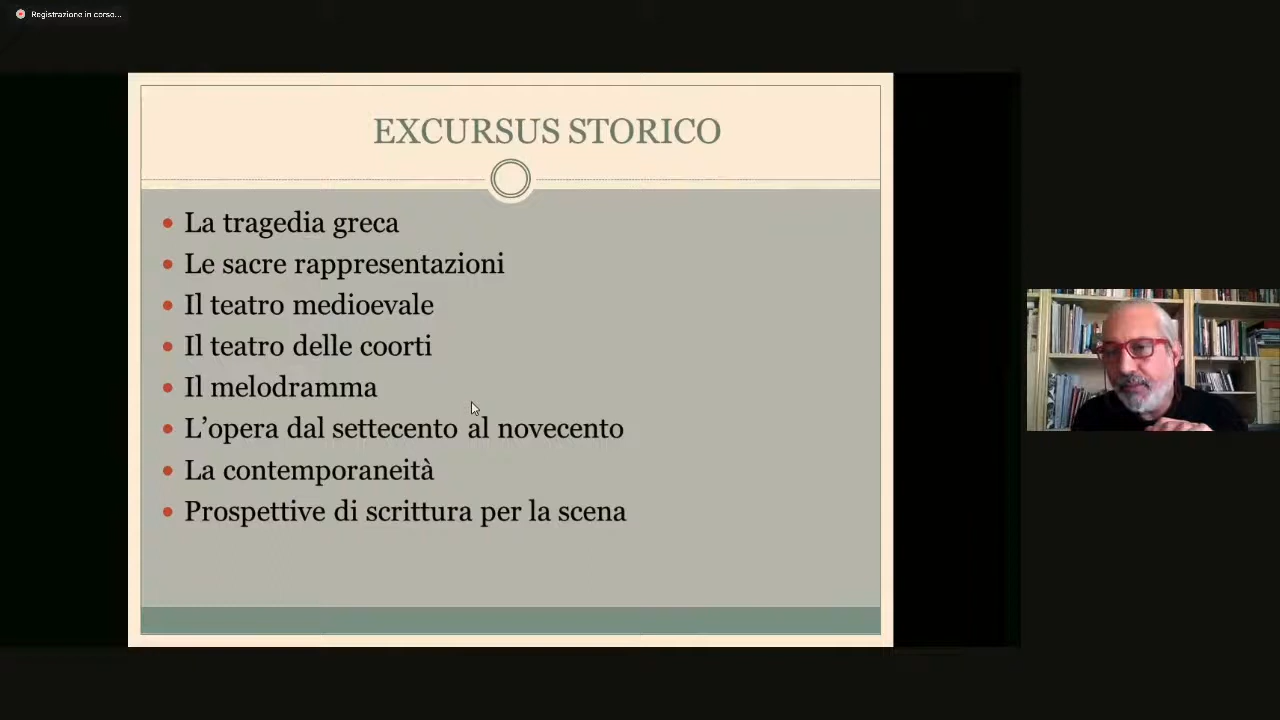 Registrazione in corso...
EXCURSUS STORICO
La tragedia greca
Le sacre rappresentazioni
Il teatro medioevale
Il teatro delle coorti
Il melodramma
L’opera dal settecento al novecento
La contemporaneità
Prospettive di scrittura per la scena